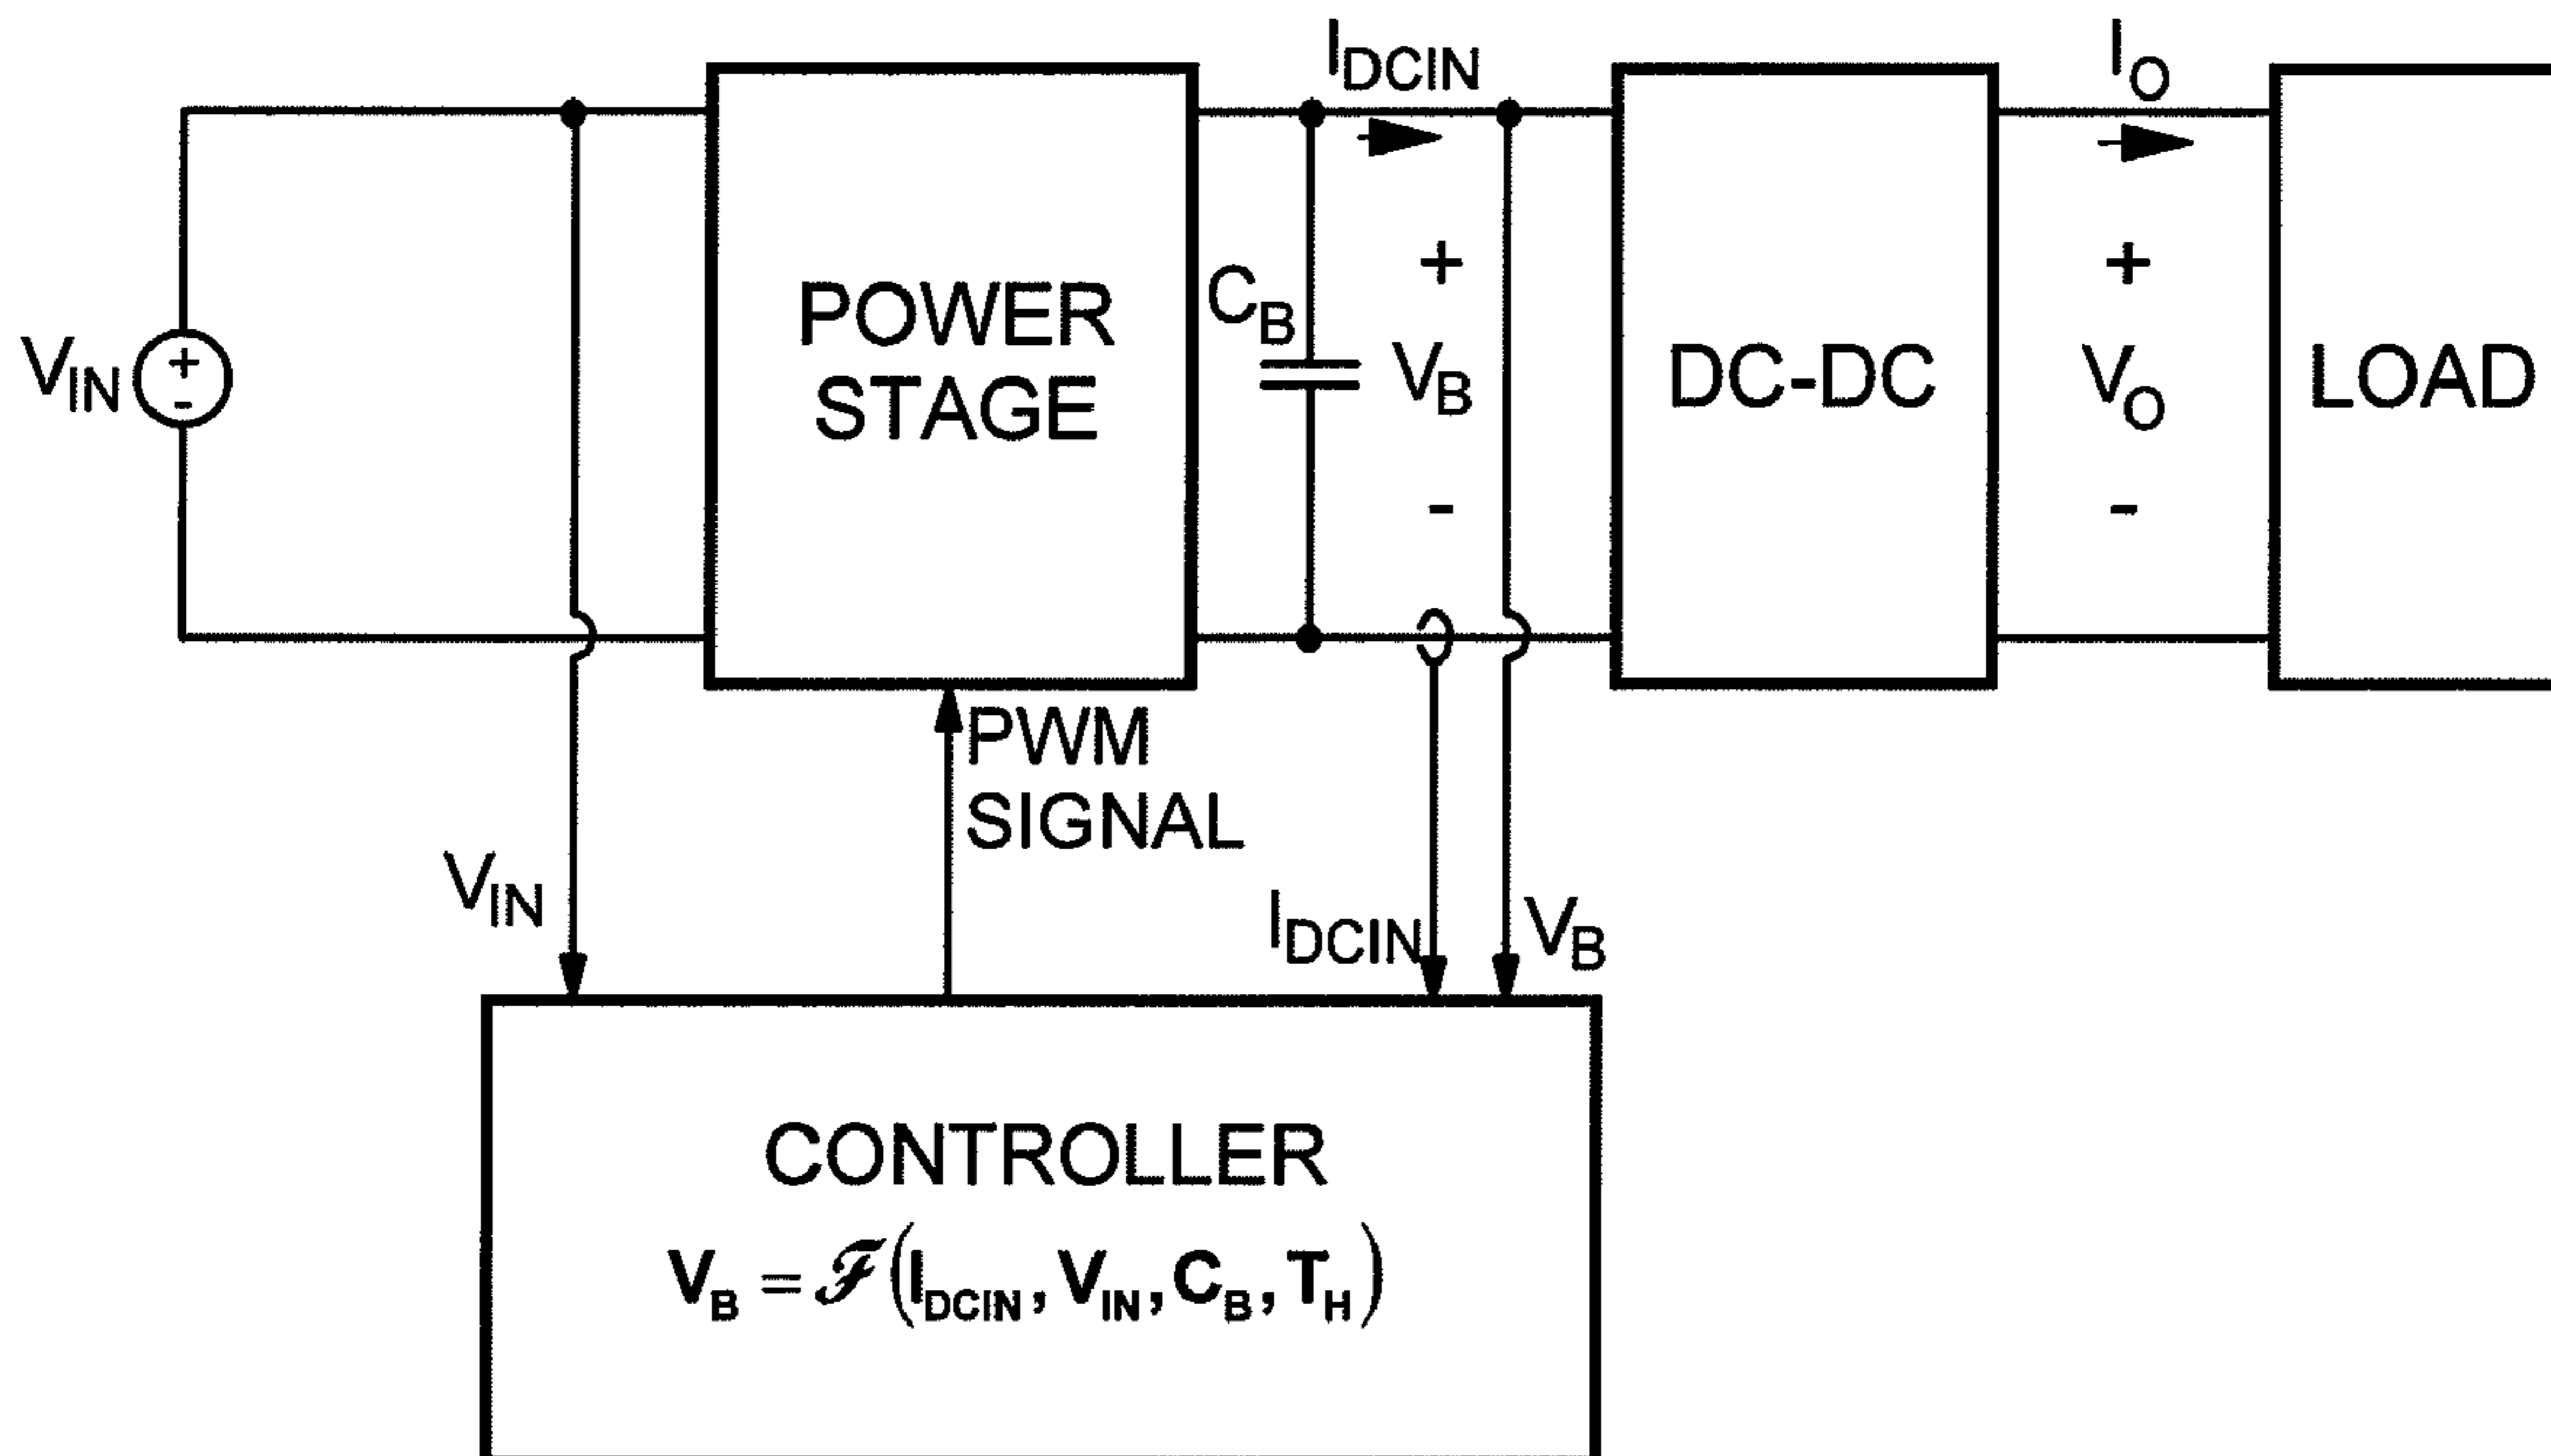 I_DCIN
I_O
V_IN
+
-
POWER
STAGE
C_B
+
V_B
-
DC-DC
+
V_O
-
LOAD
PWM
SIGNAL
V_IN
I_DCIN
V_B
CONTROLLER
V_B = ℱ(I_DCIN, V_IN, C_B, T_H)